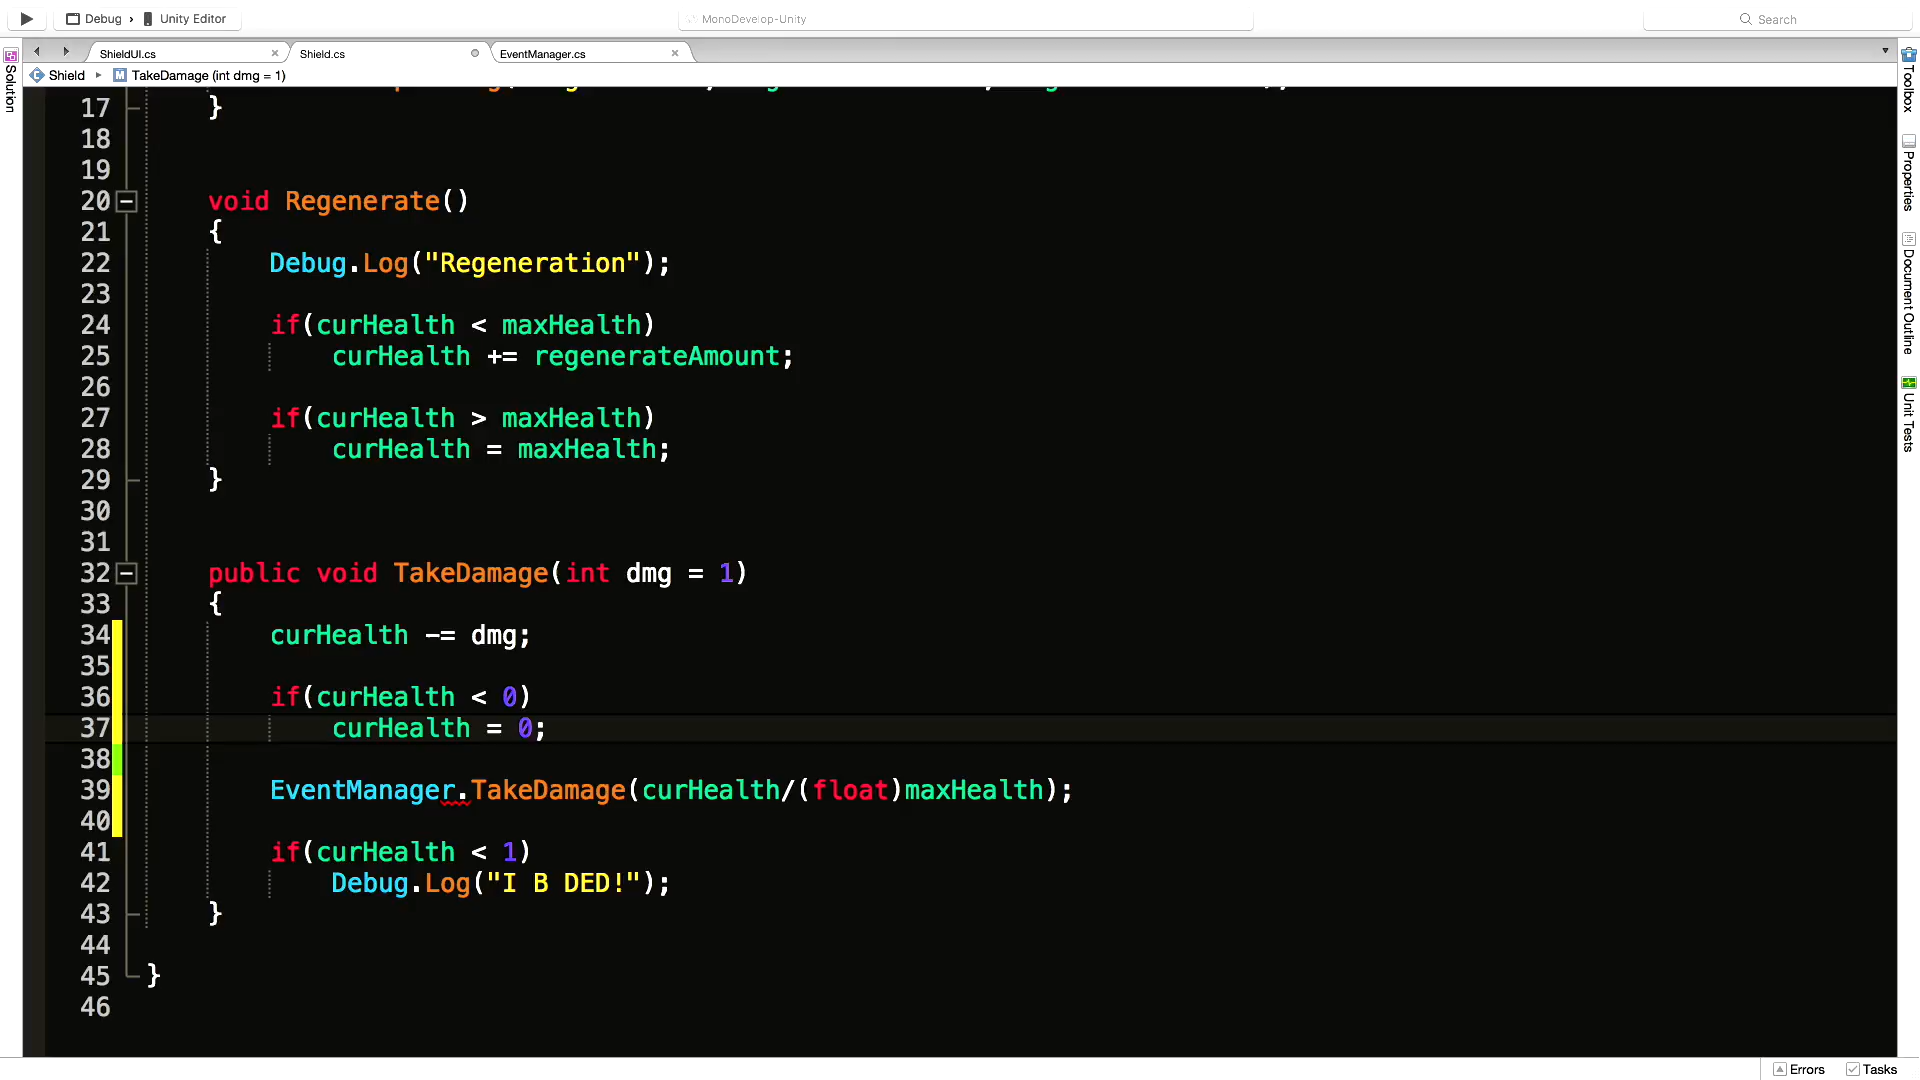 Debug › Unity Editor
MonoDevelop-Unity
Search
ShieldUI.cs
Shield.cs
EventManager.cs
Shield
TakeDamage (int dmg = 1)
Solution
Toolbox
Properties
Document Outline
Unit Tests
17 }
18
19
20 void Regenerate()
21 {
22 Debug.Log("Regeneration");
23
24 if(curHealth < maxHealth)
25 curHealth += regenerateAmount;
26
27 if(curHealth > maxHealth)
28 curHealth = maxHealth;
29 }
30
31
32 public void TakeDamage(int dmg = 1)
33 {
34 curHealth -= dmg;
35
36 if(curHealth < 0)
37 curHealth = 0;
38
39 EventManager.TakeDamage(curHealth/(float)maxHealth);
40
41 if(curHealth < 1)
42 Debug.Log("I B DED!");
43 }
44
45 }
46
Errors
Tasks